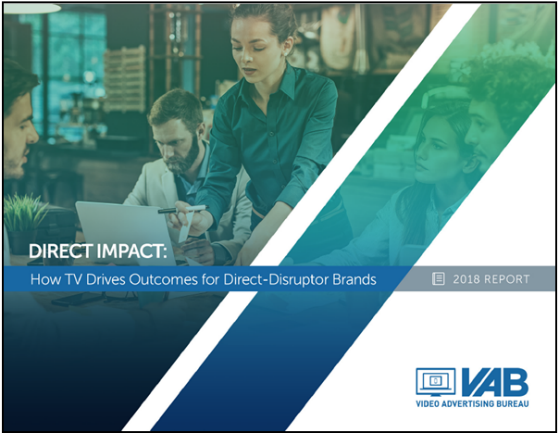 DIRECT IMPACT:
How TV Drives Outcomes for Direct-Disruptor Brands
2018 REPORT
VAB
VIDEO ADVERTISING BUREAU